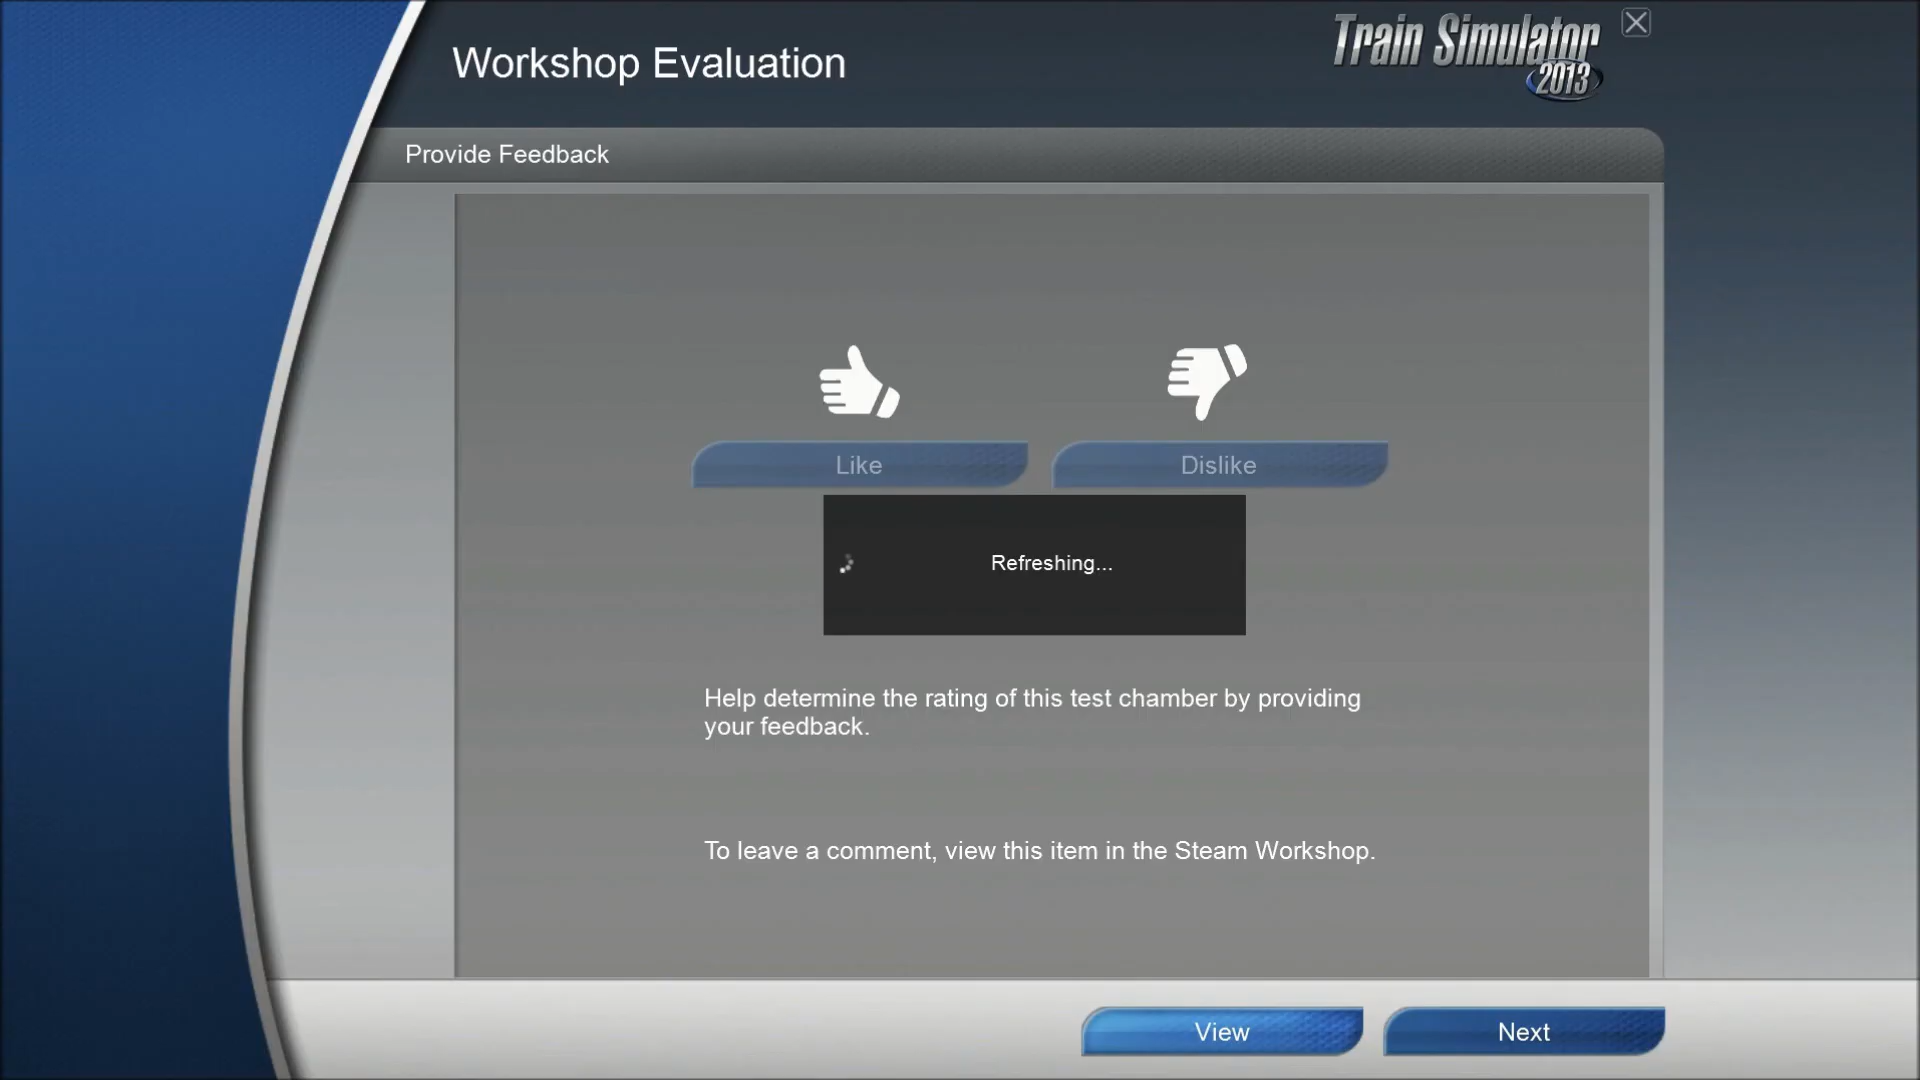 Workshop Evaluation
Train Simulator
2013
Provide Feedback
Like
Dislike
Refreshing...
Help determine the rating of this test chamber by providing
your feedback.
To leave a comment, view this item in the Steam Workshop.
View
Next